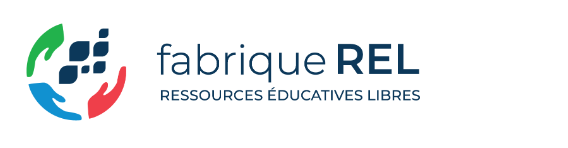 fabrique REL
RESSOURCES ÉDUCATIVES LIBRES